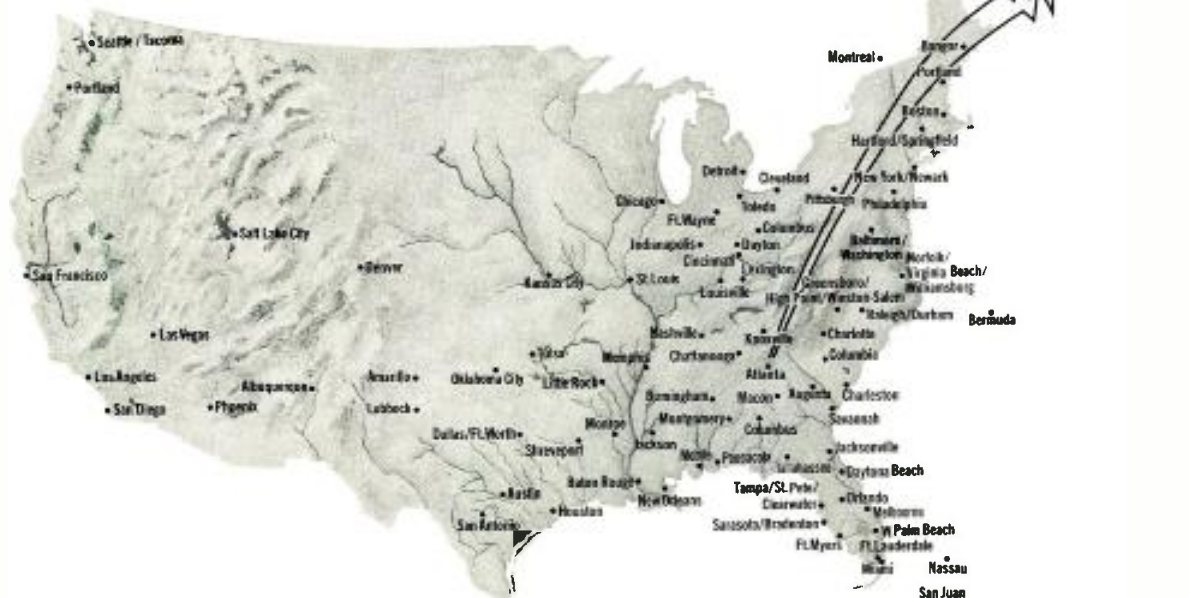 Seattle / Tacoma
Portland
Montreal
Bangor
Portland
Boston
Hartford/Springfield
New York/Newark
Philadelphia
Detroit
Cleveland
Toledo
Pittsburgh
Chicago
Ft. Wayne
Columbus
Indianapolis
Dayton
Cincinnati
Lexington
Baltimore/
Washington
Norfolk/
Virginia Beach/
Williamsburg
Salt Lake City
San Francisco
Denver
Kansas City
St. Louis
Louisville
Greensboro/
High Point/Winston-Salem
Raleigh/Durham
Bermuda
Las Vegas
Nashville
Knoxville
Charlotte
Tulsa
Memphis
Chattanooga
Columbia
Los Angeles
Albuquerque
Amarillo
Oklahoma City
Little Rock
Atlanta
San Diego
Phoenix
Lubbock
Birmingham
Macon
Augusta
Charleston
Dallas/Ft. Worth
Shreveport
Monroe
Jackson
Montgomery
Columbus
Savannah
Mobile
Pensacola
Tallahassee
Jacksonville
Daytona Beach
Austin
Baton Rouge
New Orleans
Tampa/St. Pete/
Clearwater
Orlando
Melbourne
San Antonio
Houston
Sarasota/Bradenton
W Palm Beach
Ft. Myers
Ft. Lauderdale
Miami
Nassau
San Juan